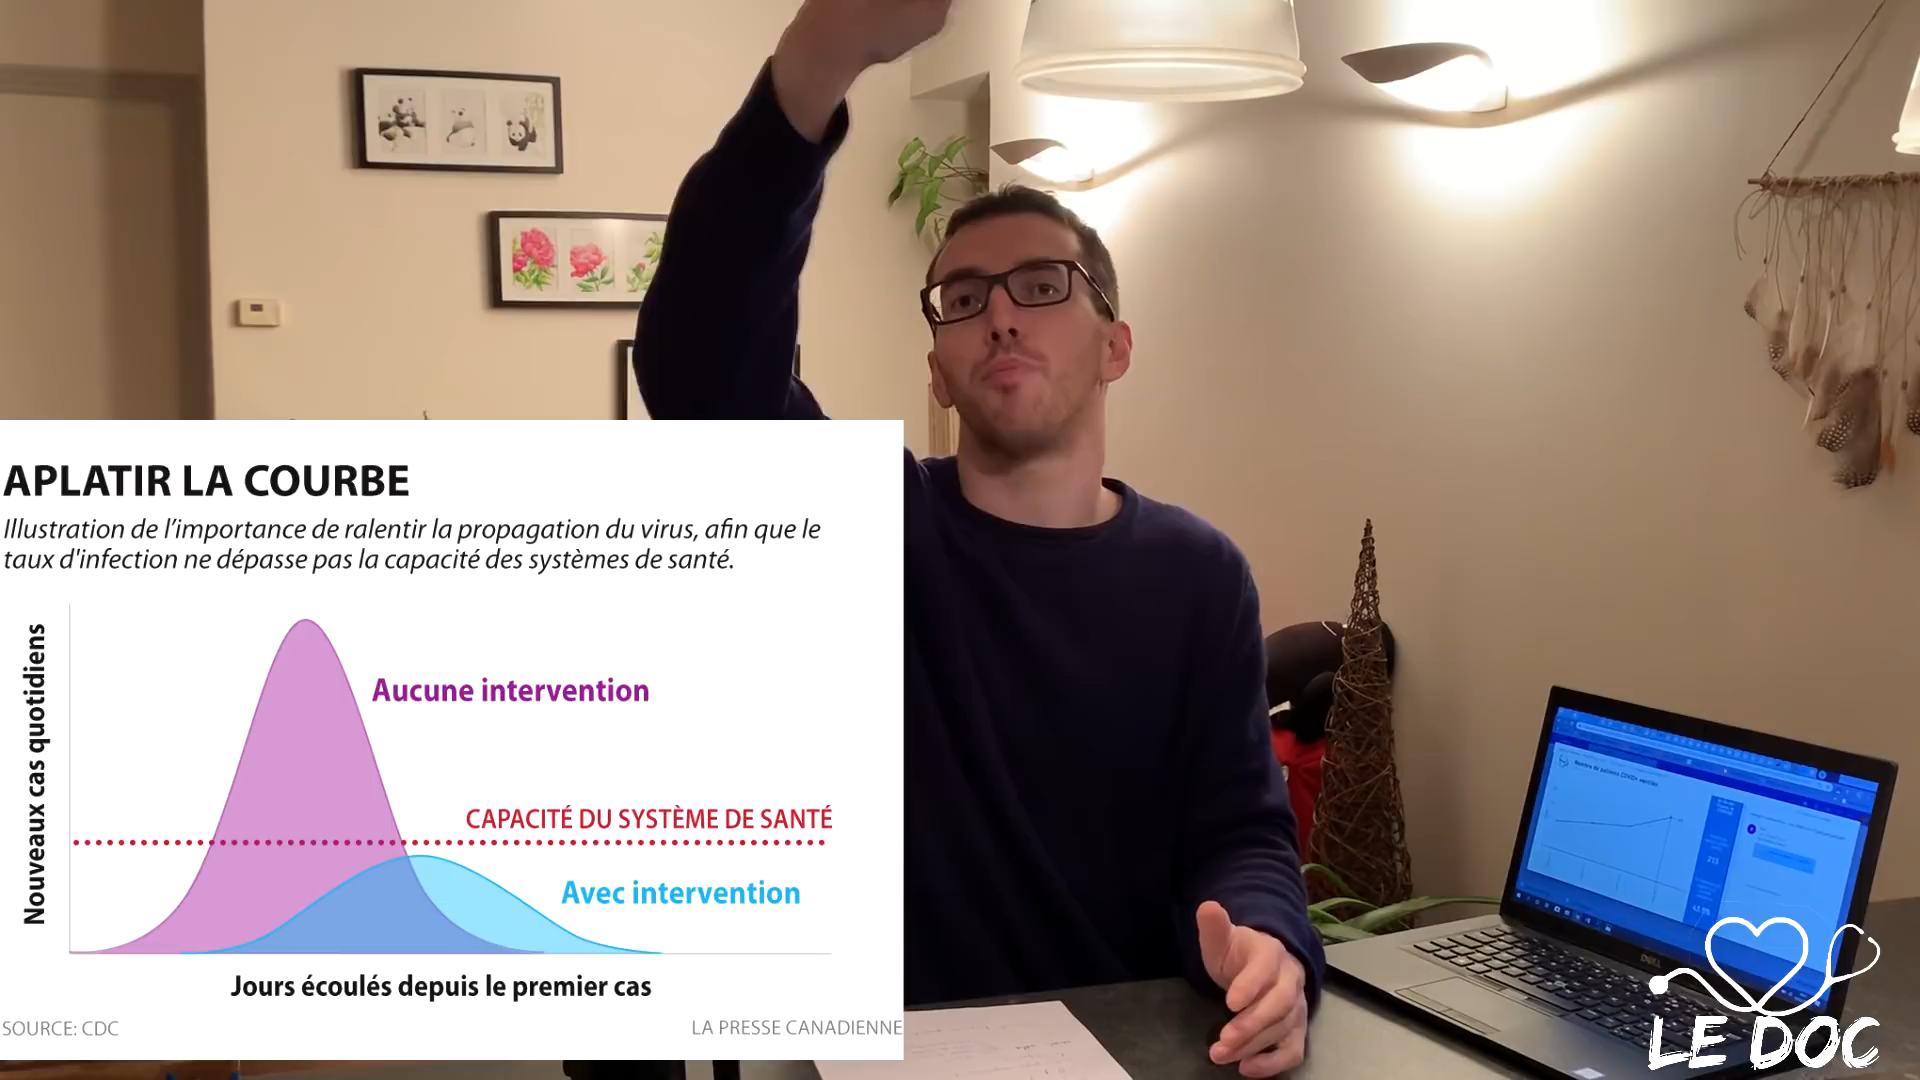 APLATIR LA COURBE
Illustration de l'importance de ralentir la propagation du virus, afin que le
taux d'infection ne dépasse pas la capacité des systèmes de santé.
Nouveaux cas quotidiens
Aucune intervention
CAPACITÉ DU SYSTÈME DE SANTÉ
Avec intervention
Jours écoulés depuis le premier cas
SOURCE: CDC
LA PRESSE CANADIENNE
213
DELL
LE DOC